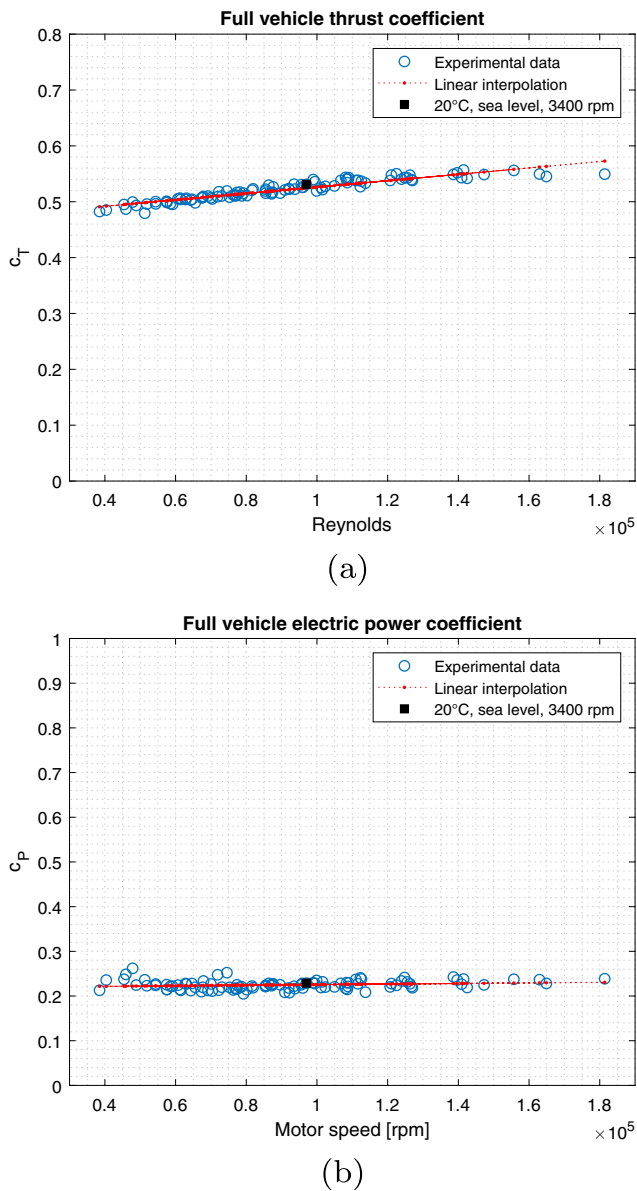 Full vehicle thrust coefficient
0.8
0.7
0.6
0.5
0.4
0.3
0.2
0.1
0
c_T
Experimental data
Linear interpolation
20°C, sea level, 3400 rpm
0.4 0.6 0.8 1 1.2 1.4 1.6 1.8
Reynolds
×10^5
(a)
Full vehicle electric power coefficient
1
0.9
0.8
0.7
0.6
0.5
0.4
0.3
0.2
0.1
0
c_P
Experimental data
Linear interpolation
20°C, sea level, 3400 rpm
0.4 0.6 0.8 1 1.2 1.4 1.6 1.8
Motor speed [rpm]
×10^5
(b)